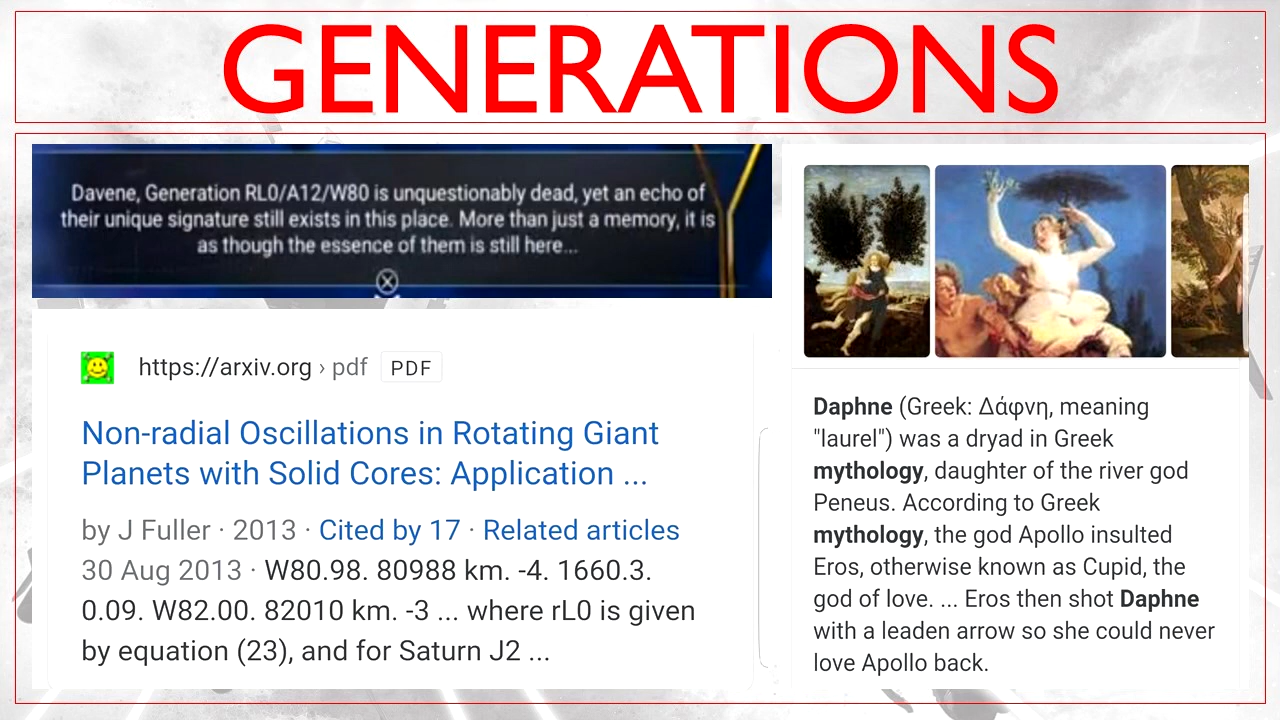 GENERATIONS
Davene, Generation RL0/A12/W80 is unquestionably dead, yet an echo of
their unique signature still exists in this place. More than just a memory, it is
as though the essence of them is still here...
https://arxiv.org › pdf PDF
Non-radial Oscillations in Rotating Giant
Planets with Solid Cores: Application ...
by J Fuller · 2013 · Cited by 17 · Related articles
30 Aug 2013 · W80.98. 80988 km. -4. 1660.3.
0.09. W82.00. 82010 km. -3 ... where rL0 is given
by equation (23), and for Saturn J2 ...
Daphne (Greek: Δάφνη, meaning
"laurel") was a dryad in Greek
mythology, daughter of the river god
Peneus. According to Greek
mythology, the god Apollo insulted
Eros, otherwise known as Cupid, the
god of love. ... Eros then shot Daphne
with a leaden arrow so she could never
love Apollo back.